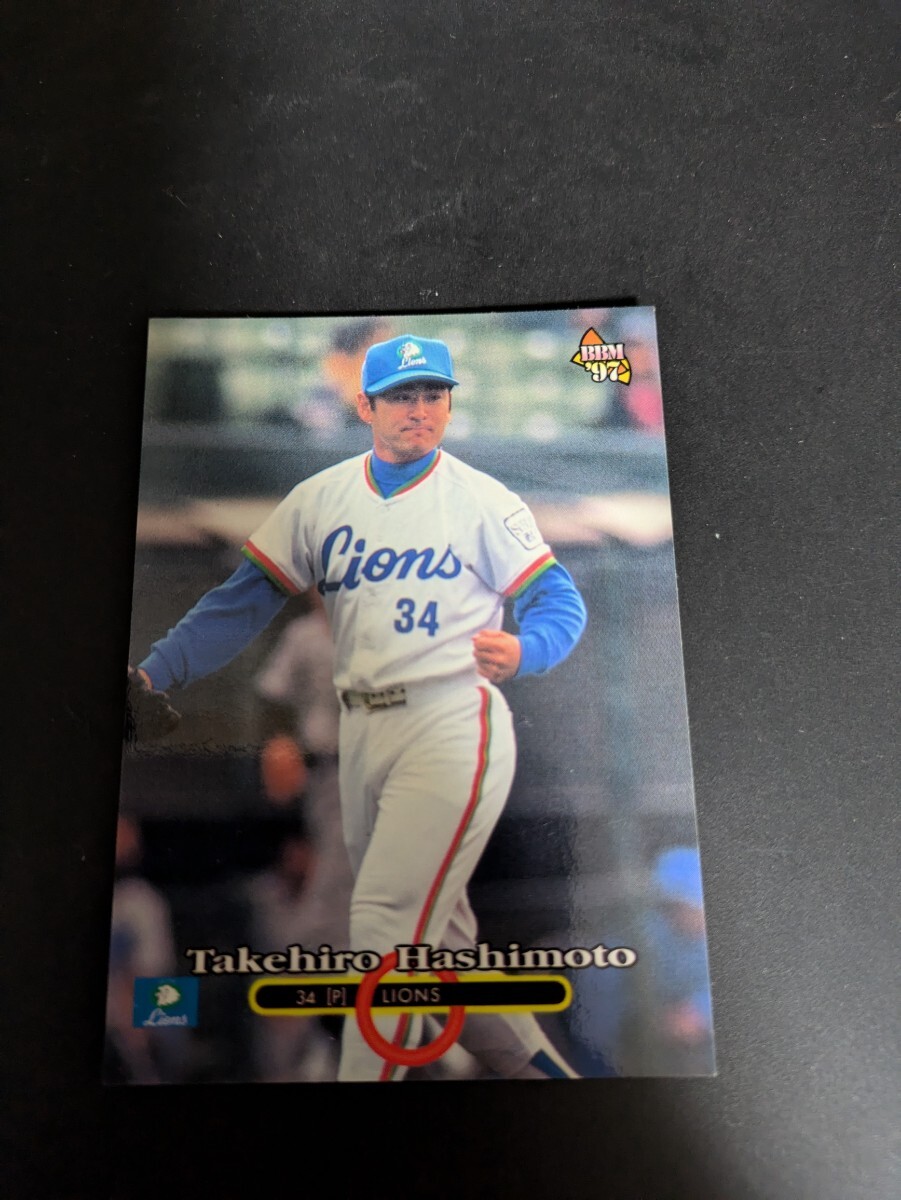 BBM
'97
Lions
Lions
34
Takehiro Hashimoto
34 [P] LIONS
Lions